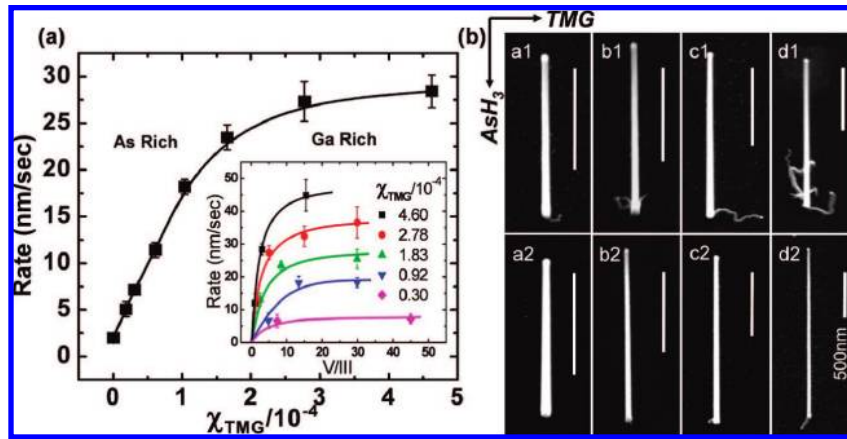 (a)
Rate (nm/sec)
30
25
20
15
10
5
0
As Rich
Ga Rich
Rate (nm/sec)
50
40
30
20
10
0
χTMG/10⁻⁴
4.60
2.78
1.83
0.92
0.30
0 10 20 30 40 50
V/III
0 1 2 3 4 5
χTMG/10⁻⁴
(b)
TMG
AsH₃
a1 b1 c1 d1
a2 b2 c2 d2
500nm